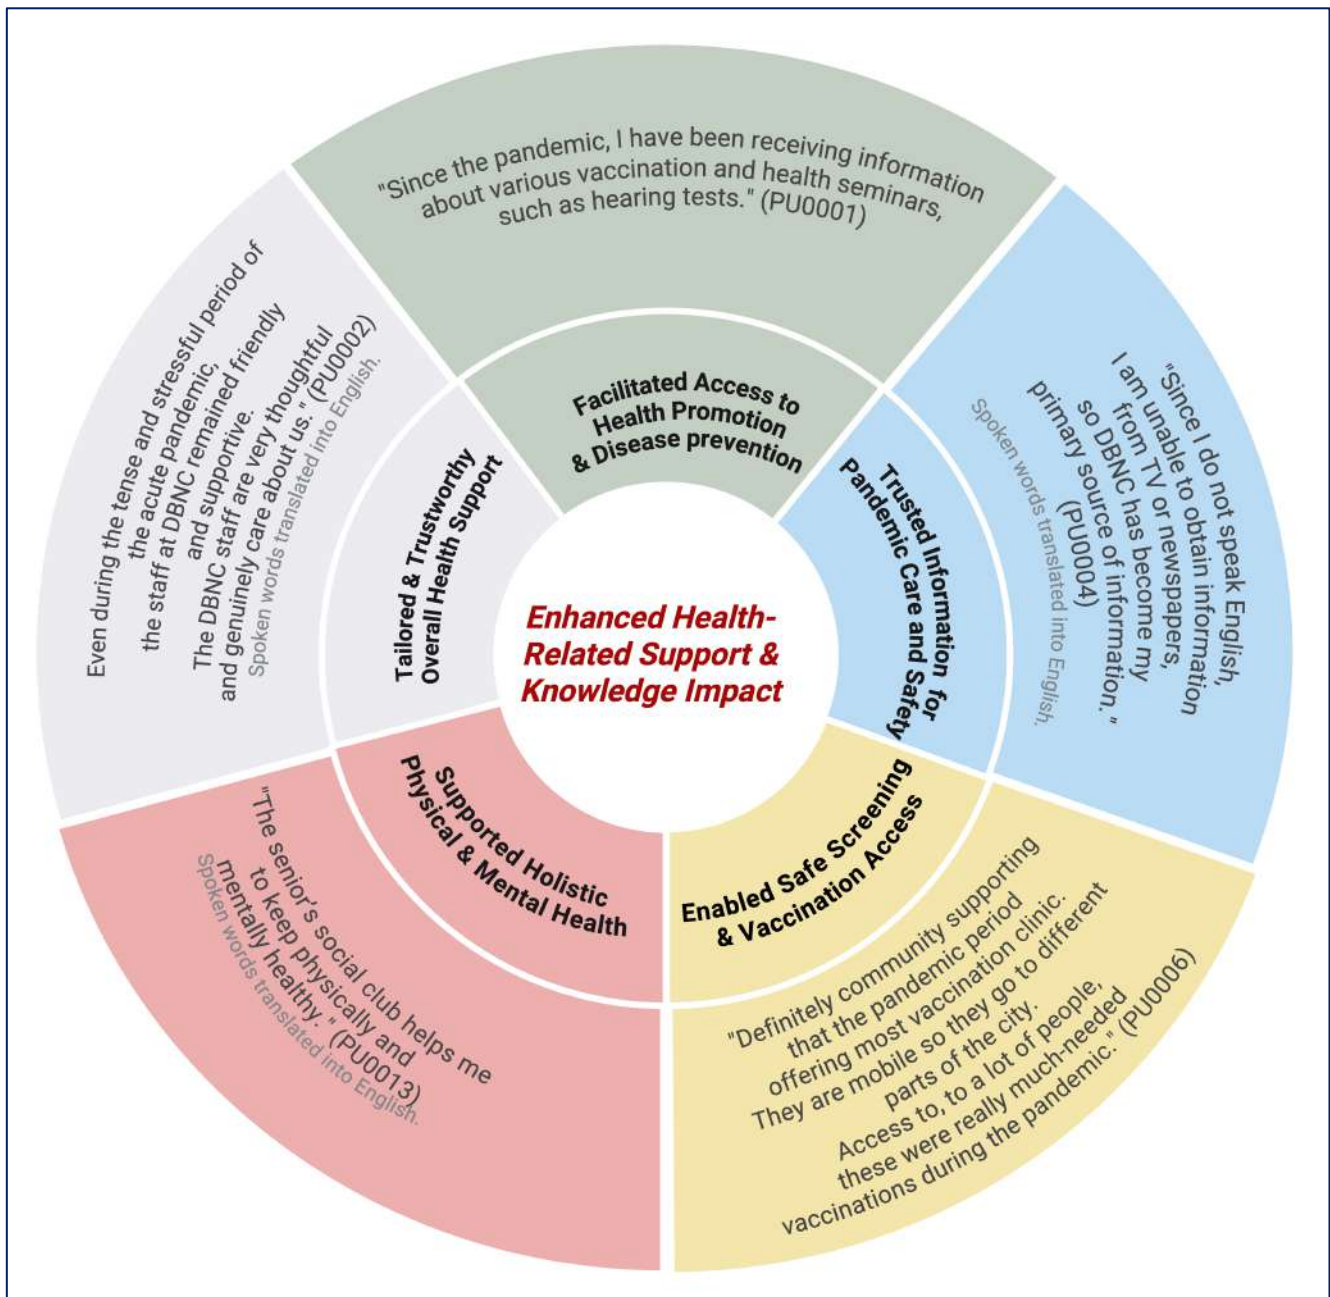 "Since the pandemic, I have been receiving information
about various vaccination and health seminars,
such as hearing tests." (PU0001)
Facilitated Access to
Health Promotion
& Disease prevention
"Since I do not speak English,
I am unable to obtain information
from TV or newspapers,
so DBNC has become my
primary source of information."
(PU0004)
Spoken words translated into English,
Trusted Information for
Pandemic Care and Safety
"Definitely community supporting
that the pandemic period
offering most vaccination clinic.
They are mobile so they go to different
parts of the city.
Access to, to a lot of people,
these were really much-needed
vaccinations during the pandemic." (PU0006)
Enabled Safe Screening
& Vaccination Access
"The senior's social club helps me
to keep physically and
mentally healthy." (PU0013)
Spoken words translated into English.
Supported Holistic
Physical & Mental Health
Even during the tense and stressful period of
the acute pandemic,
the staff at DBNC remained friendly
and supportive.
The DBNC staff are very thoughtful
and genuinely care about us." (PU0002)
Spoken words translated into English.
Tailored & Trustworthy
Overall Health Support
Enhanced Health-
Related Support &
Knowledge Impact